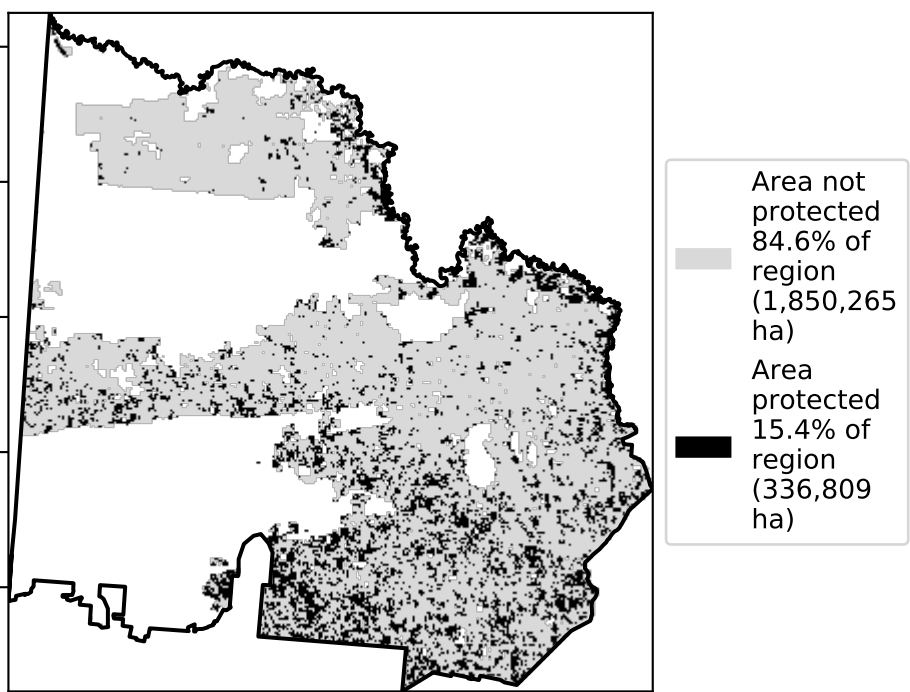 Area not
protected
84.6% of
region
(1,850,265
ha)
Area
protected
15.4% of
region
(336,809
ha)